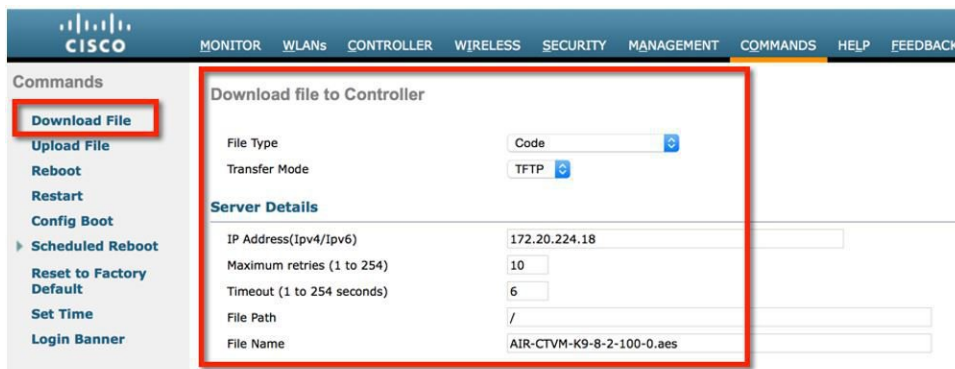 CISCO
MONITOR WLANs CONTROLLER WIRELESS SECURITY MANAGEMENT COMMANDS HELP FEEDBACK
Commands
Download File
Upload File
Reboot
Restart
Config Boot
Scheduled Reboot
Reset to Factory
Default
Set Time
Login Banner
Download file to Controller
File Type Code
Transfer Mode TFTP
Server Details
IP Address(Ipv4/Ipv6) 172.20.224.18
Maximum retries (1 to 254) 10
Timeout (1 to 254 seconds) 6
File Path /
File Name AIR-CTVM-K9-8-2-100-0.aes